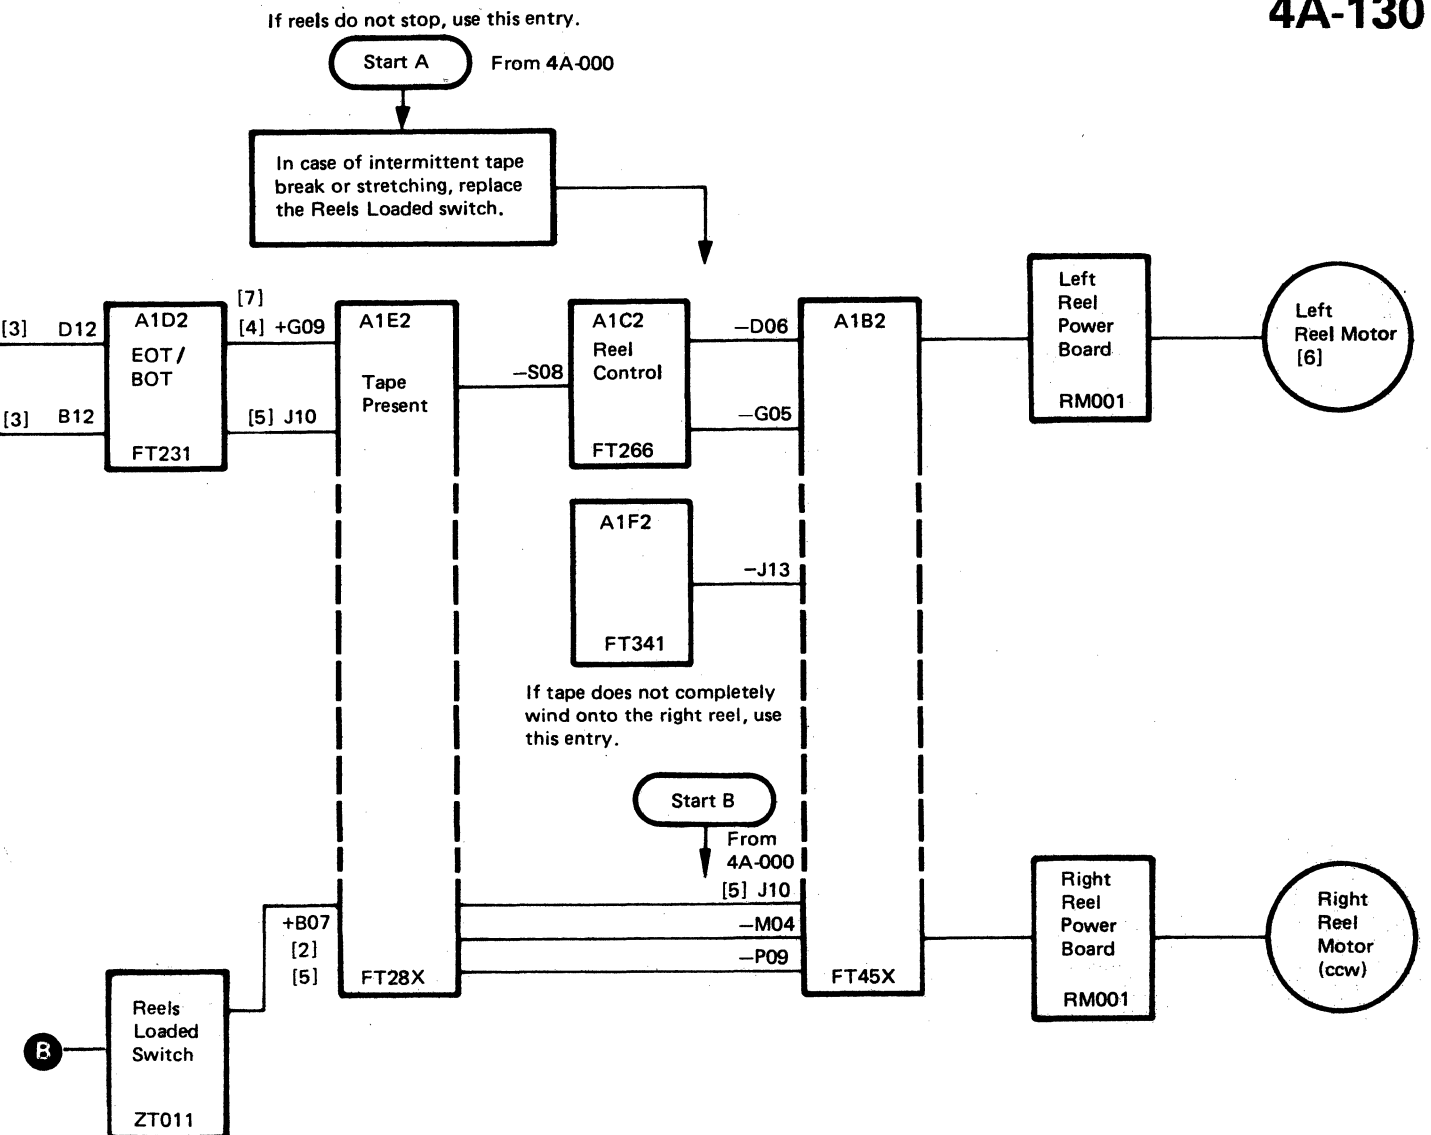 4A-130
If reels do not stop, use this entry.
Start A
From 4A-000
In case of intermittent tape
break or stretching, replace
the Reels Loaded switch.
[3] D12
[3] B12
A1D2
EOT/
BOT
FT231
[7]
[4] +G09
[5] J10
A1E2
Tape
Present
FT28X
—S08
A1C2
Reel
Control
FT266
—D06
—G05
A1F2
FT341
—J13
A1B2
FT45X
Left
Reel
Power
Board
RM001
Left
Reel Motor
[6]
If tape does not completely
wind onto the right reel, use
this entry.
Start B
From
4A-000
[5] J10
—M04
—P09
+B07
[2]
[5]
Right
Reel
Power
Board
RM001
Right
Reel
Motor
(ccw)
B
Reels
Loaded
Switch
ZT011